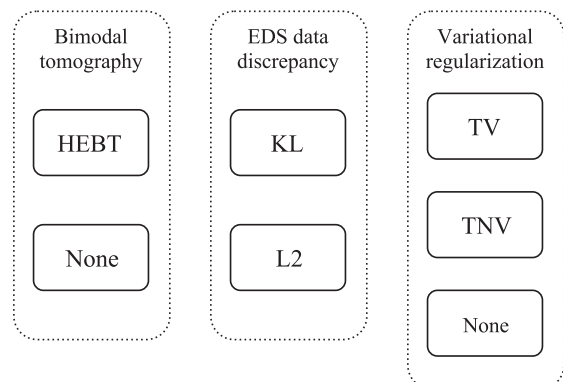 Bimodal
tomography
HEBT
None
EDS data
discrepancy
KL
L2
Variational
regularization
TV
TNV
None